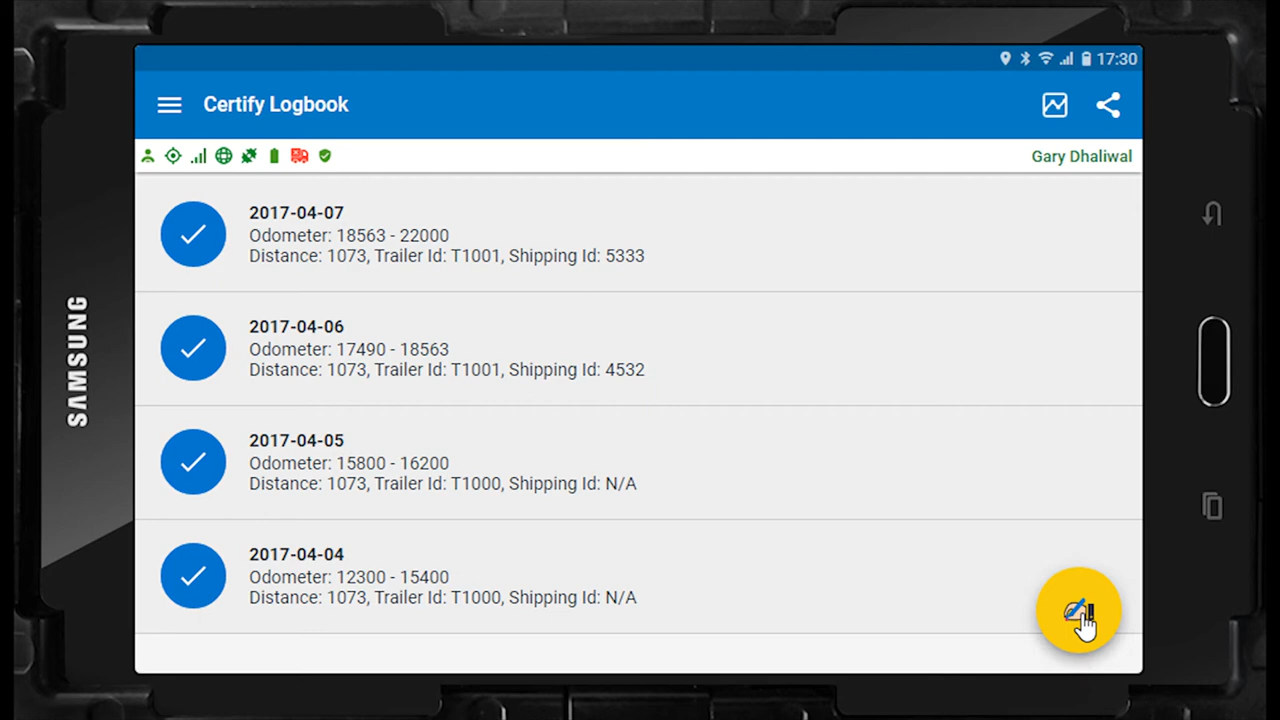 17:30
Certify Logbook
Gary Dhaliwal
2017-04-07
Odometer: 18563 - 22000
Distance: 1073, Trailer Id: T1001, Shipping Id: 5333
2017-04-06
Odometer: 17490 - 18563
Distance: 1073, Trailer Id: T1001, Shipping Id: 4532
2017-04-05
Odometer: 15800 - 16200
Distance: 1073, Trailer Id: T1000, Shipping Id: N/A
2017-04-04
Odometer: 12300 - 15400
Distance: 1073, Trailer Id: T1000, Shipping Id: N/A
SAMSUNG